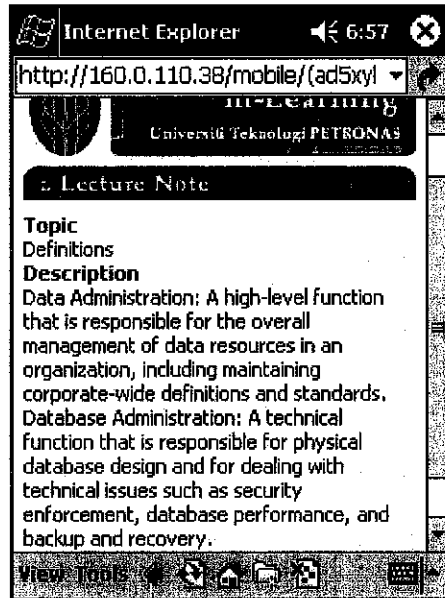 Internet Explorer 6:57
http://160.0.110.38/mobile/(ad5xyl
m-Learning
Universiti Teknologi PETRONAS
:. Lecture Note
Topic
Definitions
Description
Data Administration: A high-level function
that is responsible for the overall
management of data resources in an
organization, including maintaining
corporate-wide definitions and standards.
Database Administration: A technical
function that is responsible for physical
database design and for dealing with
technical issues such as security
enforcement, database performance, and
backup and recovery.
View Tools